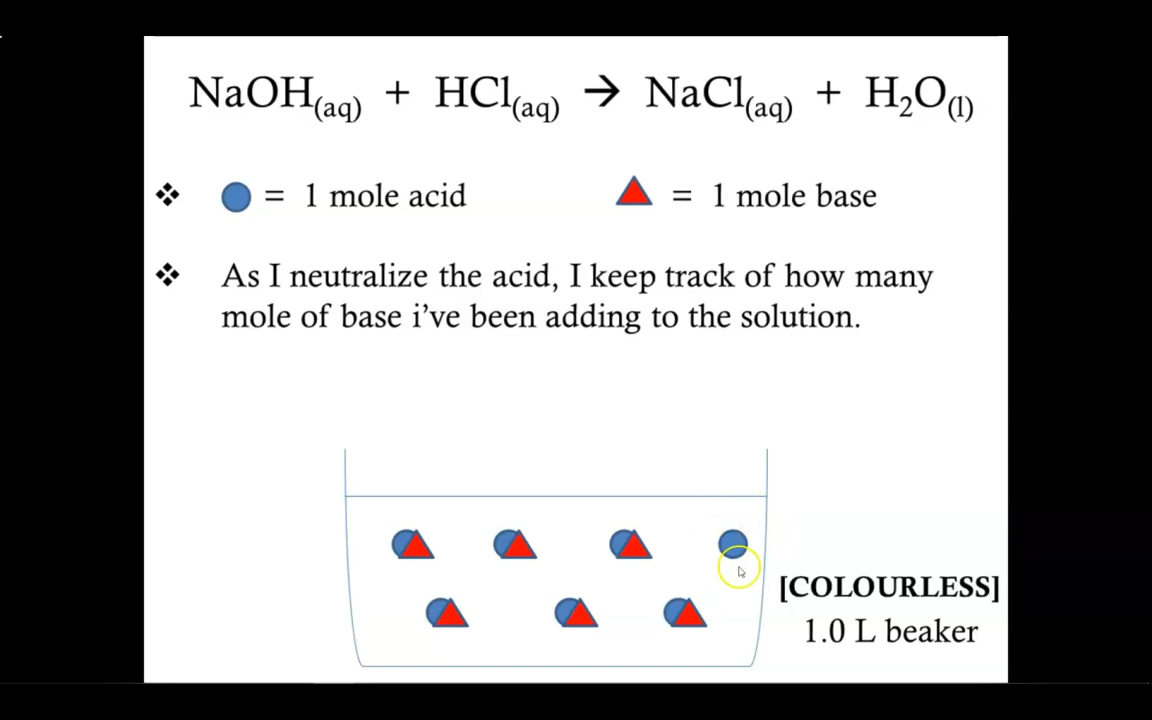 NaOH(aq) + HCl(aq) → NaCl(aq) + H₂O(l)
❖ = 1 mole acid = 1 mole base
❖ As I neutralize the acid, I keep track of how many
mole of base i’ve been adding to the solution.
[COLOURLESS]
1.0 L beaker